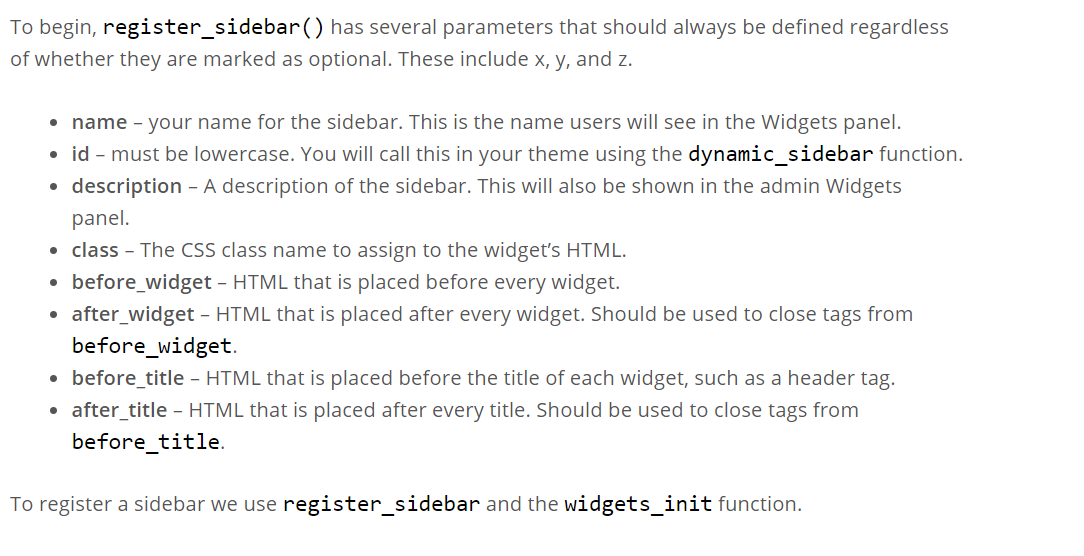 To begin, register_sidebar() has several parameters that should always be defined regardless
of whether they are marked as optional. These include x, y, and z.
• name – your name for the sidebar. This is the name users will see in the Widgets panel.
• id – must be lowercase. You will call this in your theme using the dynamic_sidebar function.
• description – A description of the sidebar. This will also be shown in the admin Widgets
panel.
• class – The CSS class name to assign to the widget’s HTML.
• before_widget – HTML that is placed before every widget.
• after_widget – HTML that is placed after every widget. Should be used to close tags from
before_widget.
• before_title – HTML that is placed before the title of each widget, such as a header tag.
• after_title – HTML that is placed after every title. Should be used to close tags from
before_title.
To register a sidebar we use register_sidebar and the widgets_init function.